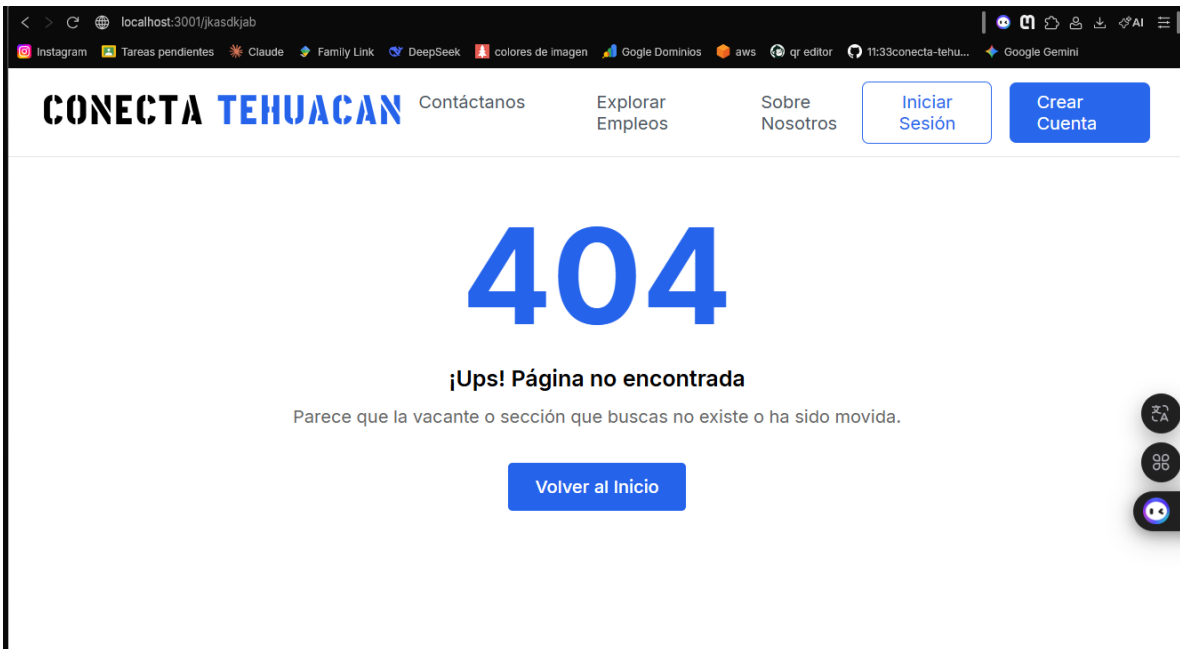 localhost:3001/jkasdkjab
AI
Instagram Tareas pendientes Claude Family Link DeepSeek colores de imagen Gogle Dominios aws qr editor 11:33conecta-tehu... Google Gemini
CONECTA TEHUACAN
Contáctanos
Explorar
Empleos
Sobre
Nosotros
Iniciar
Sesión
Crear
Cuenta
404
¡Ups! Página no encontrada
Parece que la vacante o sección que buscas no existe o ha sido movida.
Volver al Inicio